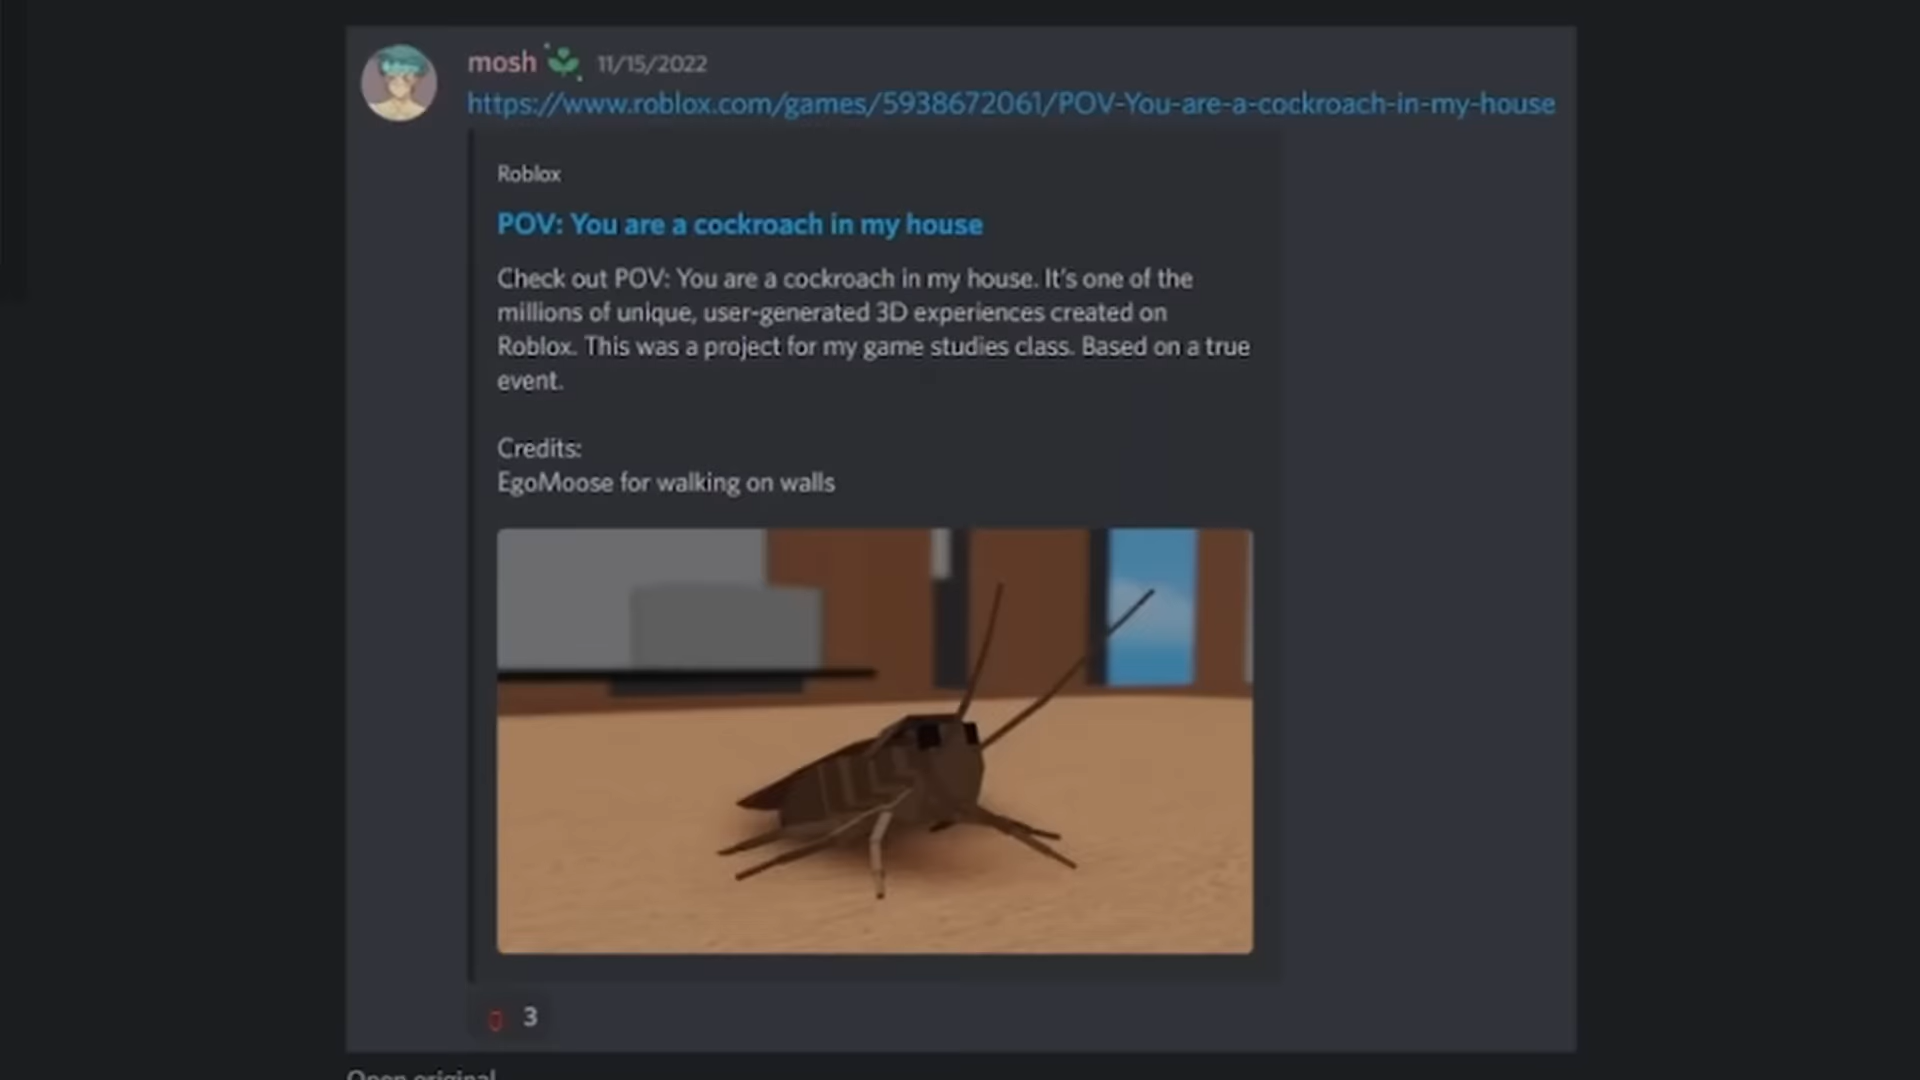 mosh 11/15/2022
https://www.roblox.com/games/5938672061/POV-You-are-a-cockroach-in-my-house
Roblox
POV: You are a cockroach in my house
Check out POV: You are a cockroach in my house. It's one of the
millions of unique, user-generated 3D experiences created on
Roblox. This was a project for my game studies class. Based on a true
event.
Credits:
EgoMoose for walking on walls
3
Open original